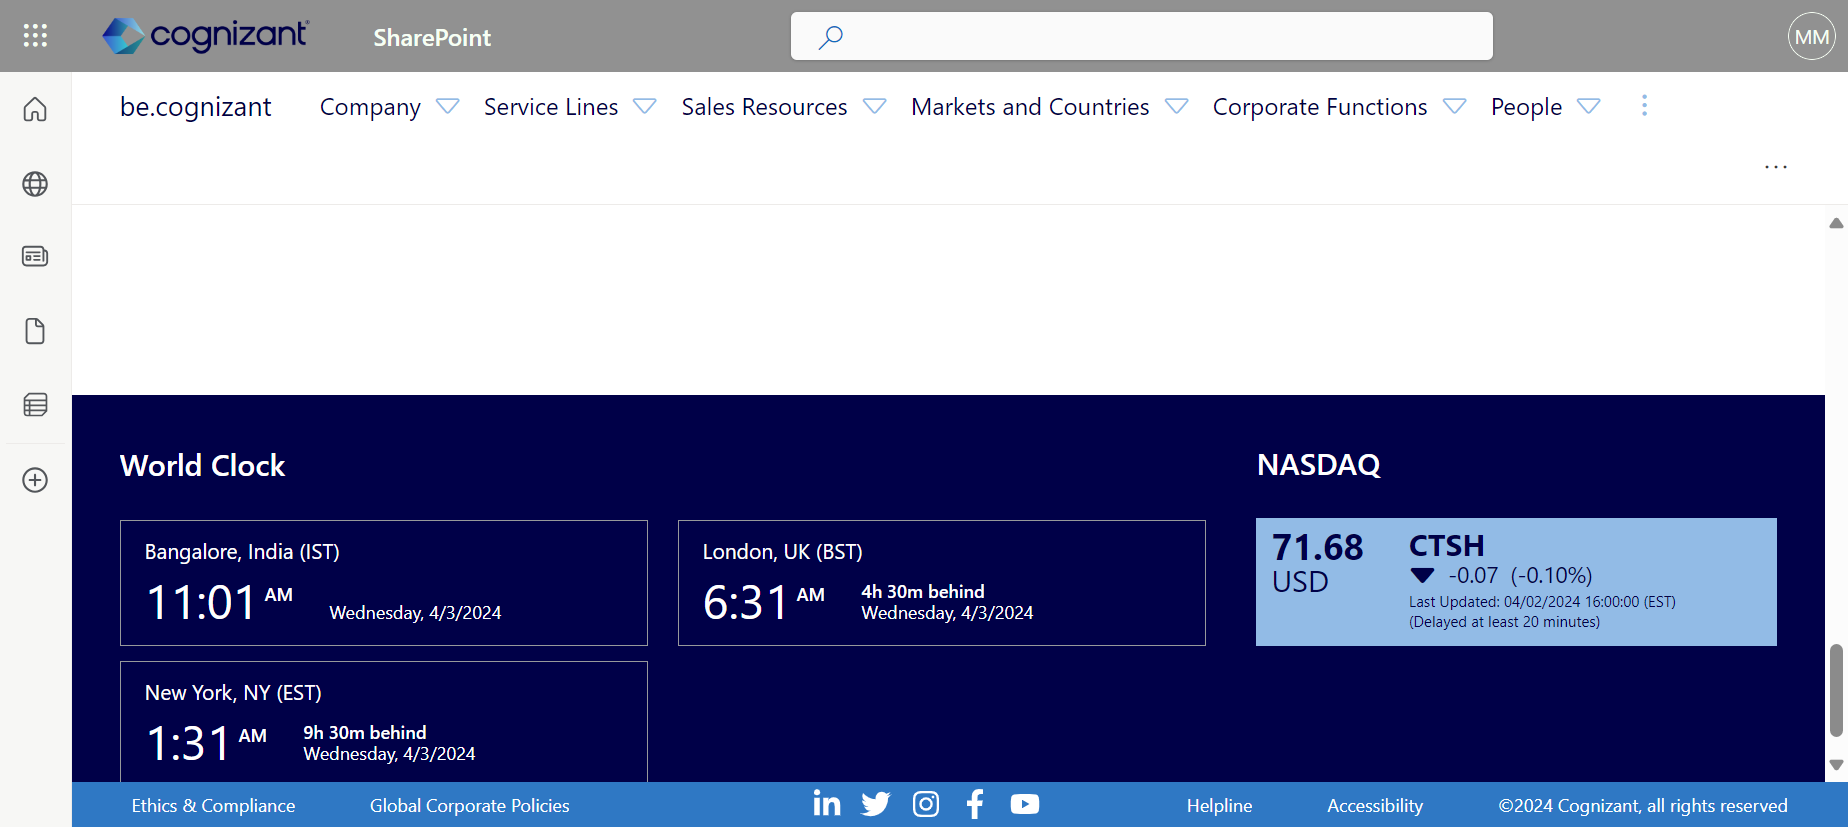 cognizant
SharePoint
MM
be.cognizant
Company
Service Lines
Sales Resources
Markets and Countries
Corporate Functions
People
World Clock
Bangalore, India (IST)
11:01 AM
Wednesday, 4/3/2024
London, UK (BST)
6:31 AM
4h 30m behind
Wednesday, 4/3/2024
New York, NY (EST)
1:31 AM
9h 30m behind
Wednesday, 4/3/2024
NASDAQ
71.68
USD
CTSH
-0.07 (-0.10%)
Last Updated: 04/02/2024 16:00:00 (EST)
(Delayed at least 20 minutes)
Ethics & Compliance
Global Corporate Policies
Helpline
Accessibility
©2024 Cognizant, all rights reserved